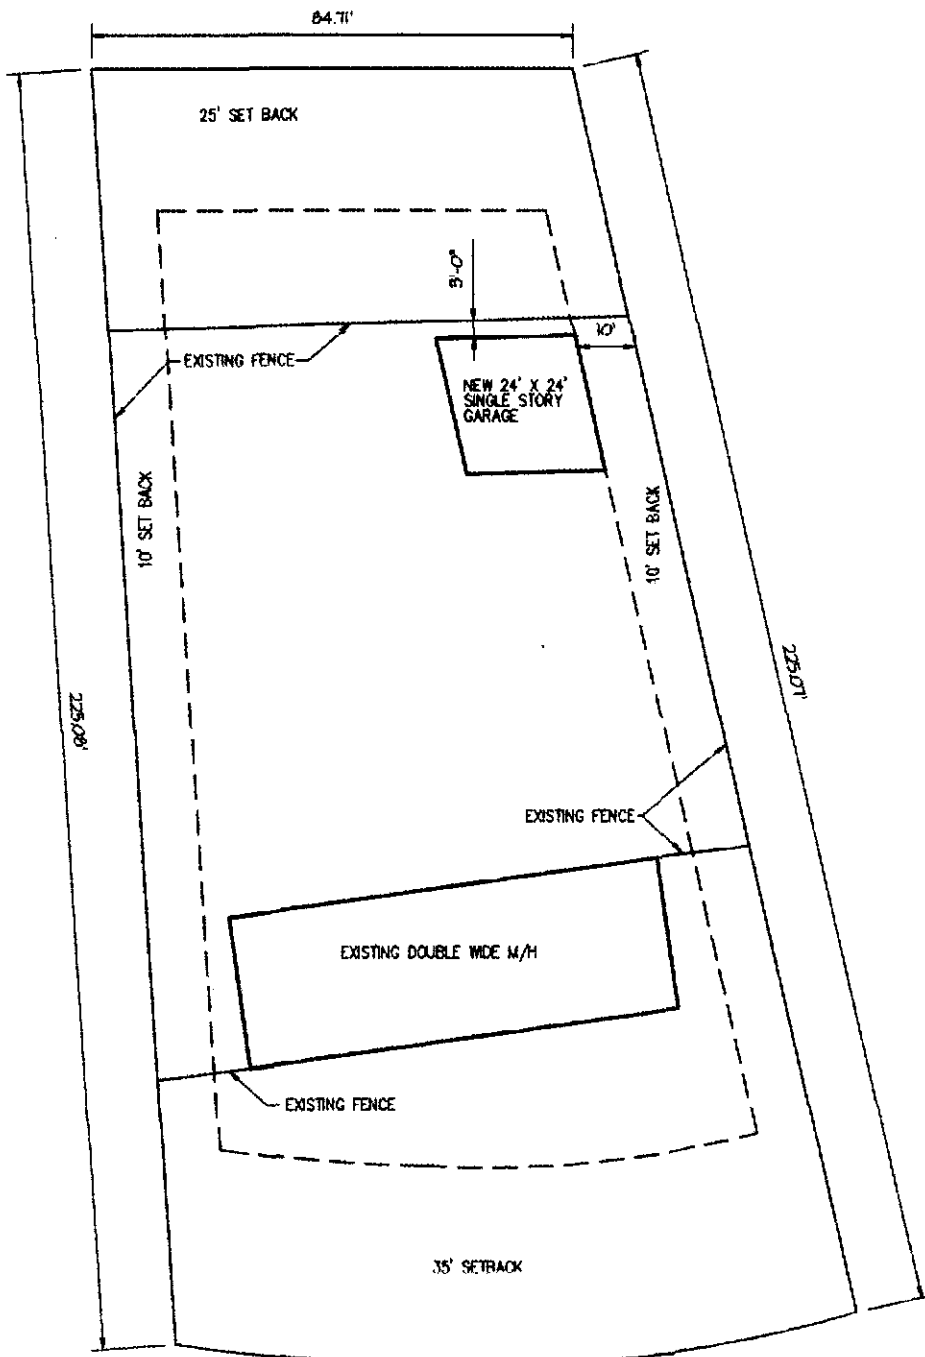 84.71'
25' SET BACK
3'-0"
10'
EXISTING FENCE
NEW 24' X 24'
SINGLE STORY
GARAGE
10' SET BACK
10' SET BACK
225.08'
225.07'
EXISTING FENCE
EXISTING DOUBLE WIDE M/H
EXISTING FENCE
35' SETBACK